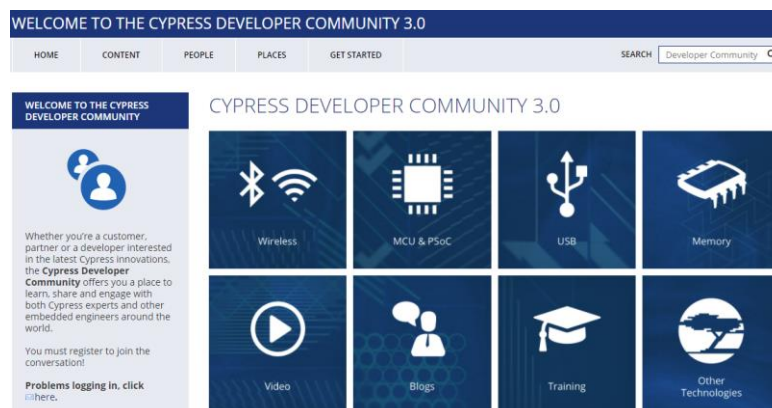 WELCOME TO THE CYPRESS DEVELOPER COMMUNITY 3.0
HOME CONTENT PEOPLE PLACES GET STARTED SEARCH Developer Community
WELCOME TO THE CYPRESS
DEVELOPER COMMUNITY
Whether you're a customer,
partner or a developer interested
in the latest Cypress innovations,
the Cypress Developer
Community offers you a place to
learn, share and engage with
both Cypress experts and other
embedded engineers around the
world.
You must register to join the
conversation!
Problems logging in, click
here.
CYPRESS DEVELOPER COMMUNITY 3.0
Wireless MCU & PSoC USB Memory
Video Blogs Training Other
Technologies